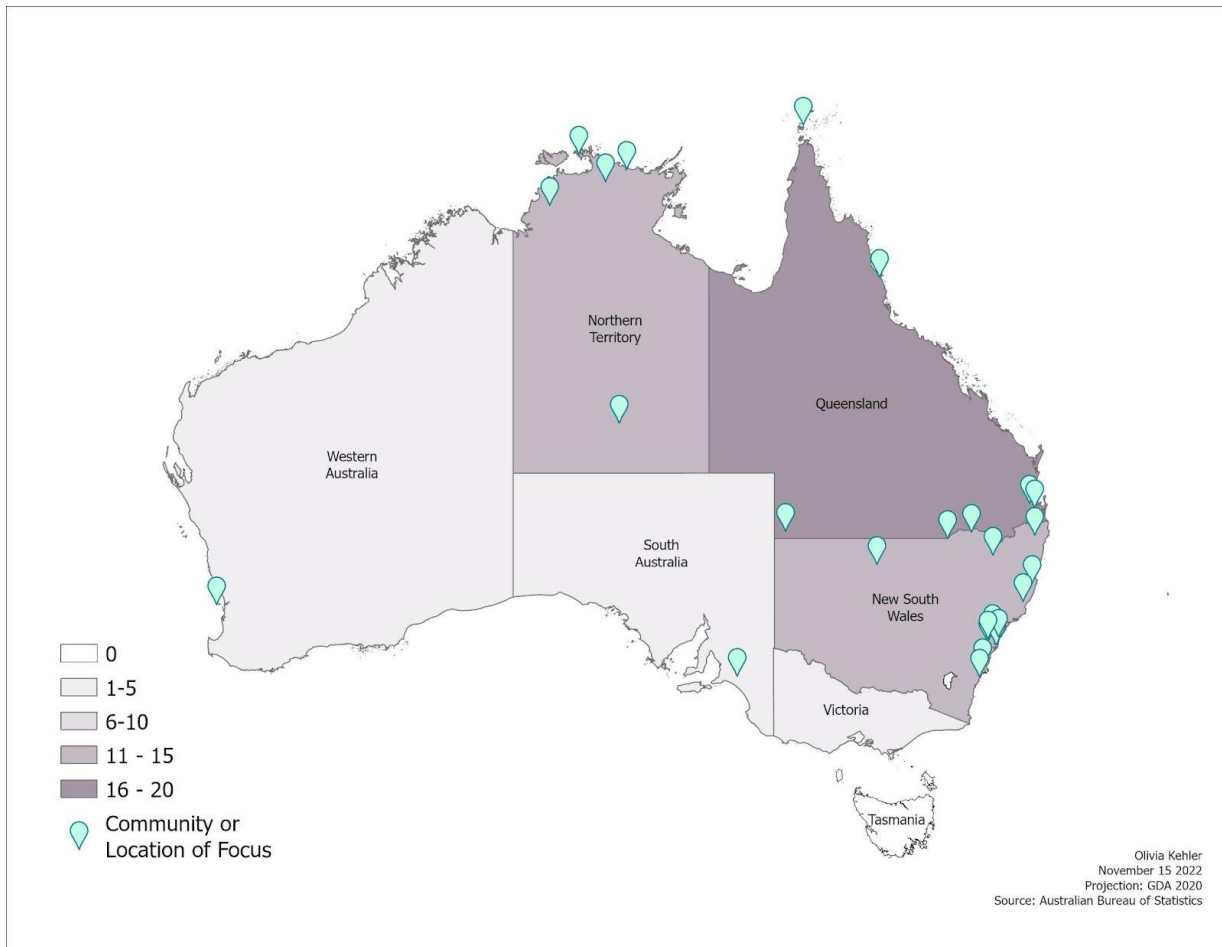 Northern
Territory
Queensland
Western
Australia
South
Australia
New South
Wales
Victoria
Tasmania
0
1-5
6-10
11 - 15
16 - 20
Community or
Location of Focus
Olivia Kehler
November 15 2022
Projection: GDA 2020
Source: Australian Bureau of Statistics